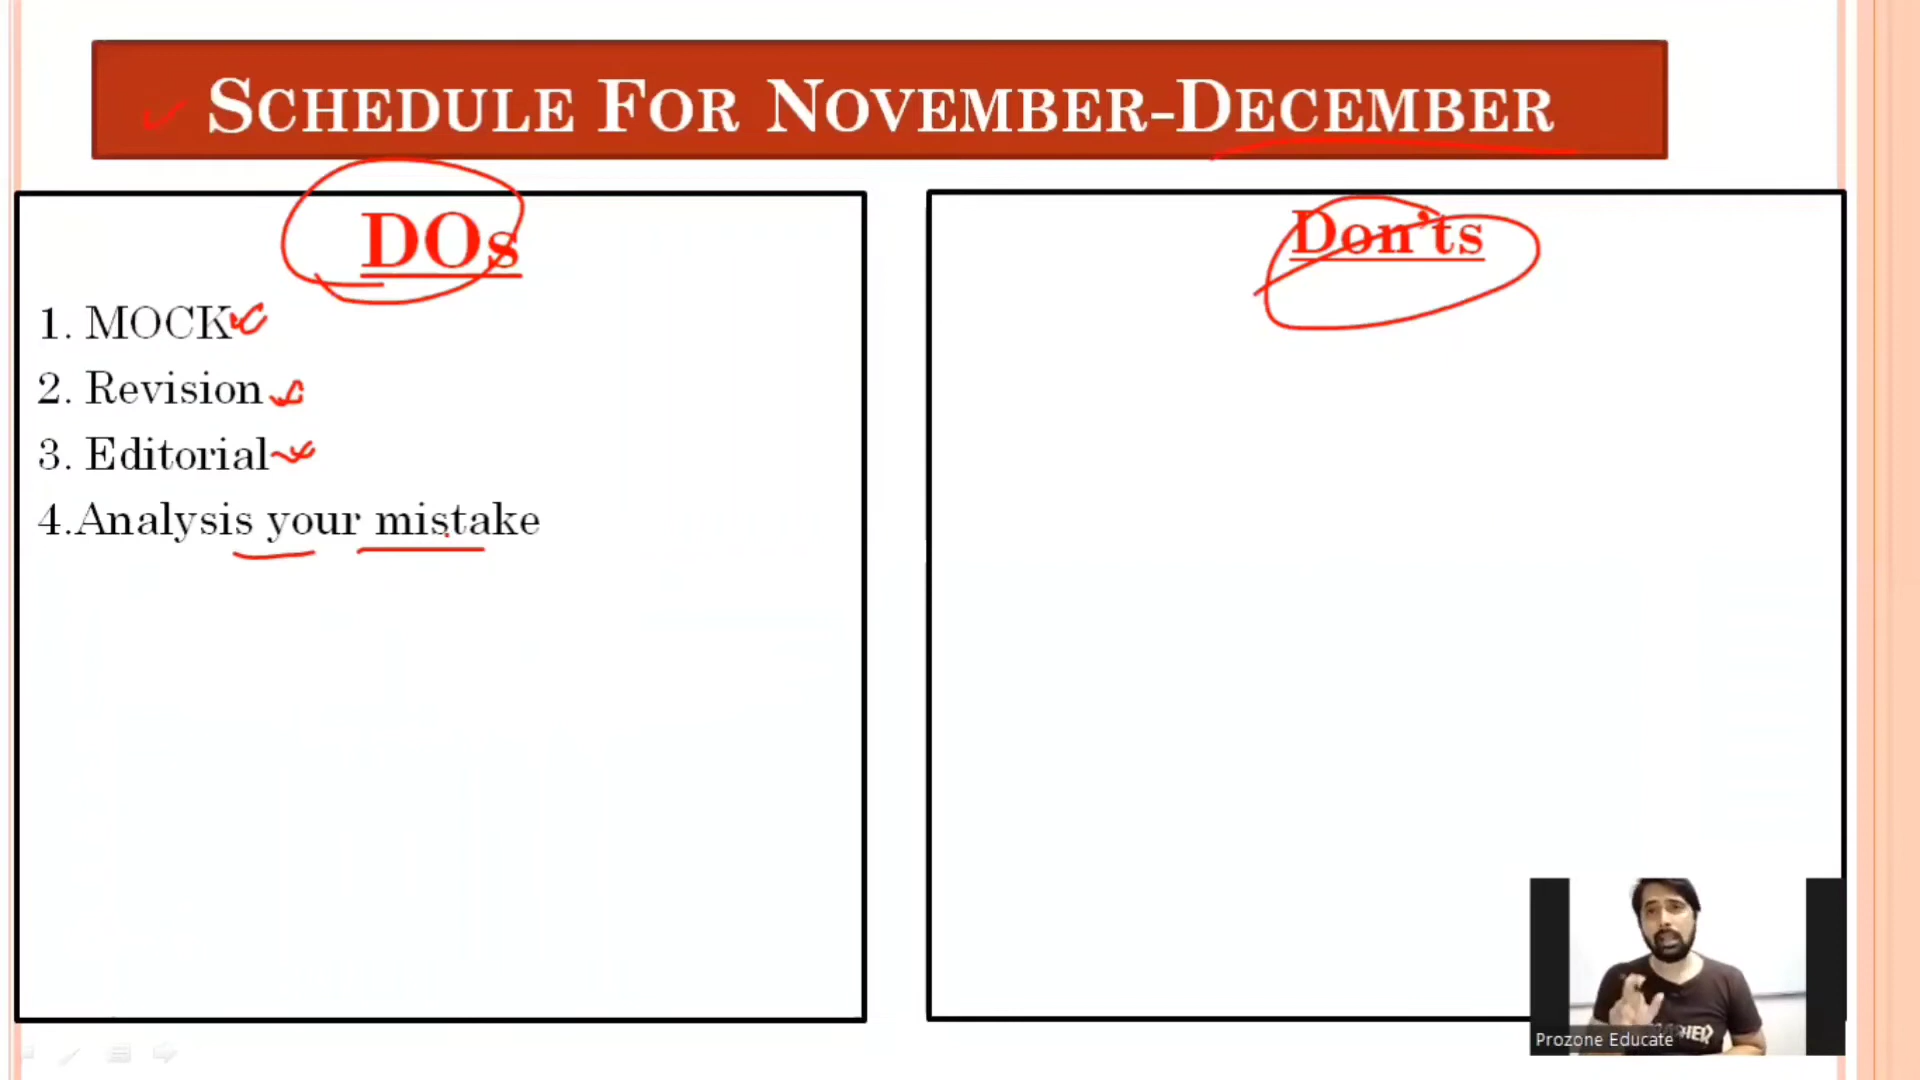 SCHEDULE FOR NOVEMBER-DECEMBER
DOs
1. MOCK
2. Revision
3. Editorial
4.Analysis your mistake
Don'ts
Prozone Educate